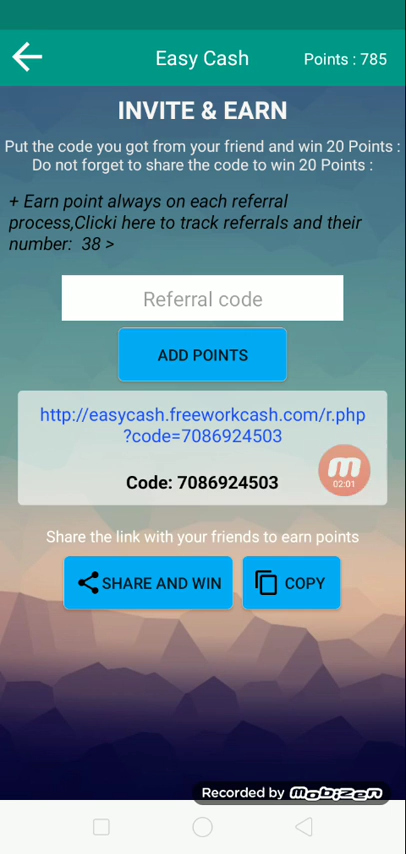 Easy Cash
Points : 785
INVITE & EARN
Put the code you got from your friend and win 20 Points :
Do not forget to share the code to win 20 Points :
+ Earn point always on each referral
process,Clicki here to track referrals and their
number:  38 >
Referral code
ADD POINTS
http://easycash.freeworkcash.com/r.php
?code=7086924503
Code: 7086924503
02:01
Share the link with your friends to earn points
SHARE AND WIN
COPY
Recorded by Mobizen